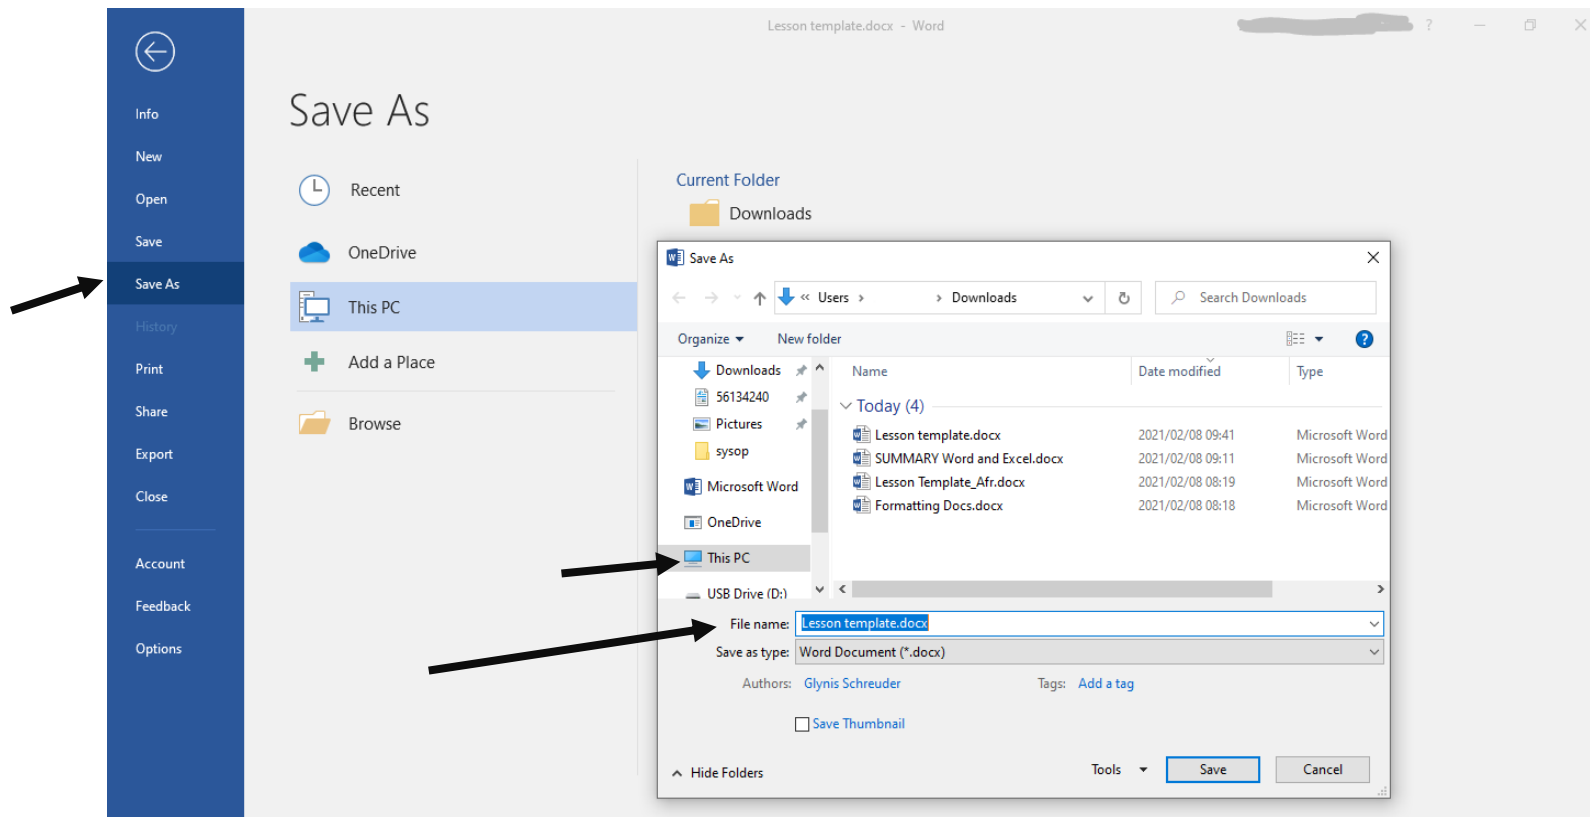 Lesson template.docx - Word
?
Info
New
Open
Save
Save As
History
Print
Share
Export
Close
Account
Feedback
Options
Save As
Recent
OneDrive
This PC
Add a Place
Browse
Current Folder
Downloads
Save As
« Users › › Downloads
Search Downloads
Organize New folder
?
Downloads
56134240
Pictures
sysop
Microsoft Word
OneDrive
This PC
USB Drive (D:)
Name Date modified Type
Today (4)
Lesson template.docx 2021/02/08 09:41 Microsoft Word
SUMMARY Word and Excel.docx 2021/02/08 09:11 Microsoft Word
Lesson Template_Afr.docx 2021/02/08 08:19 Microsoft Word
Formatting Docs.docx 2021/02/08 08:18 Microsoft Word
File name: Lesson template.docx
Save as type: Word Document (*.docx)
Authors: Glynis Schreuder Tags: Add a tag
Save Thumbnail
Hide Folders Tools Save Cancel